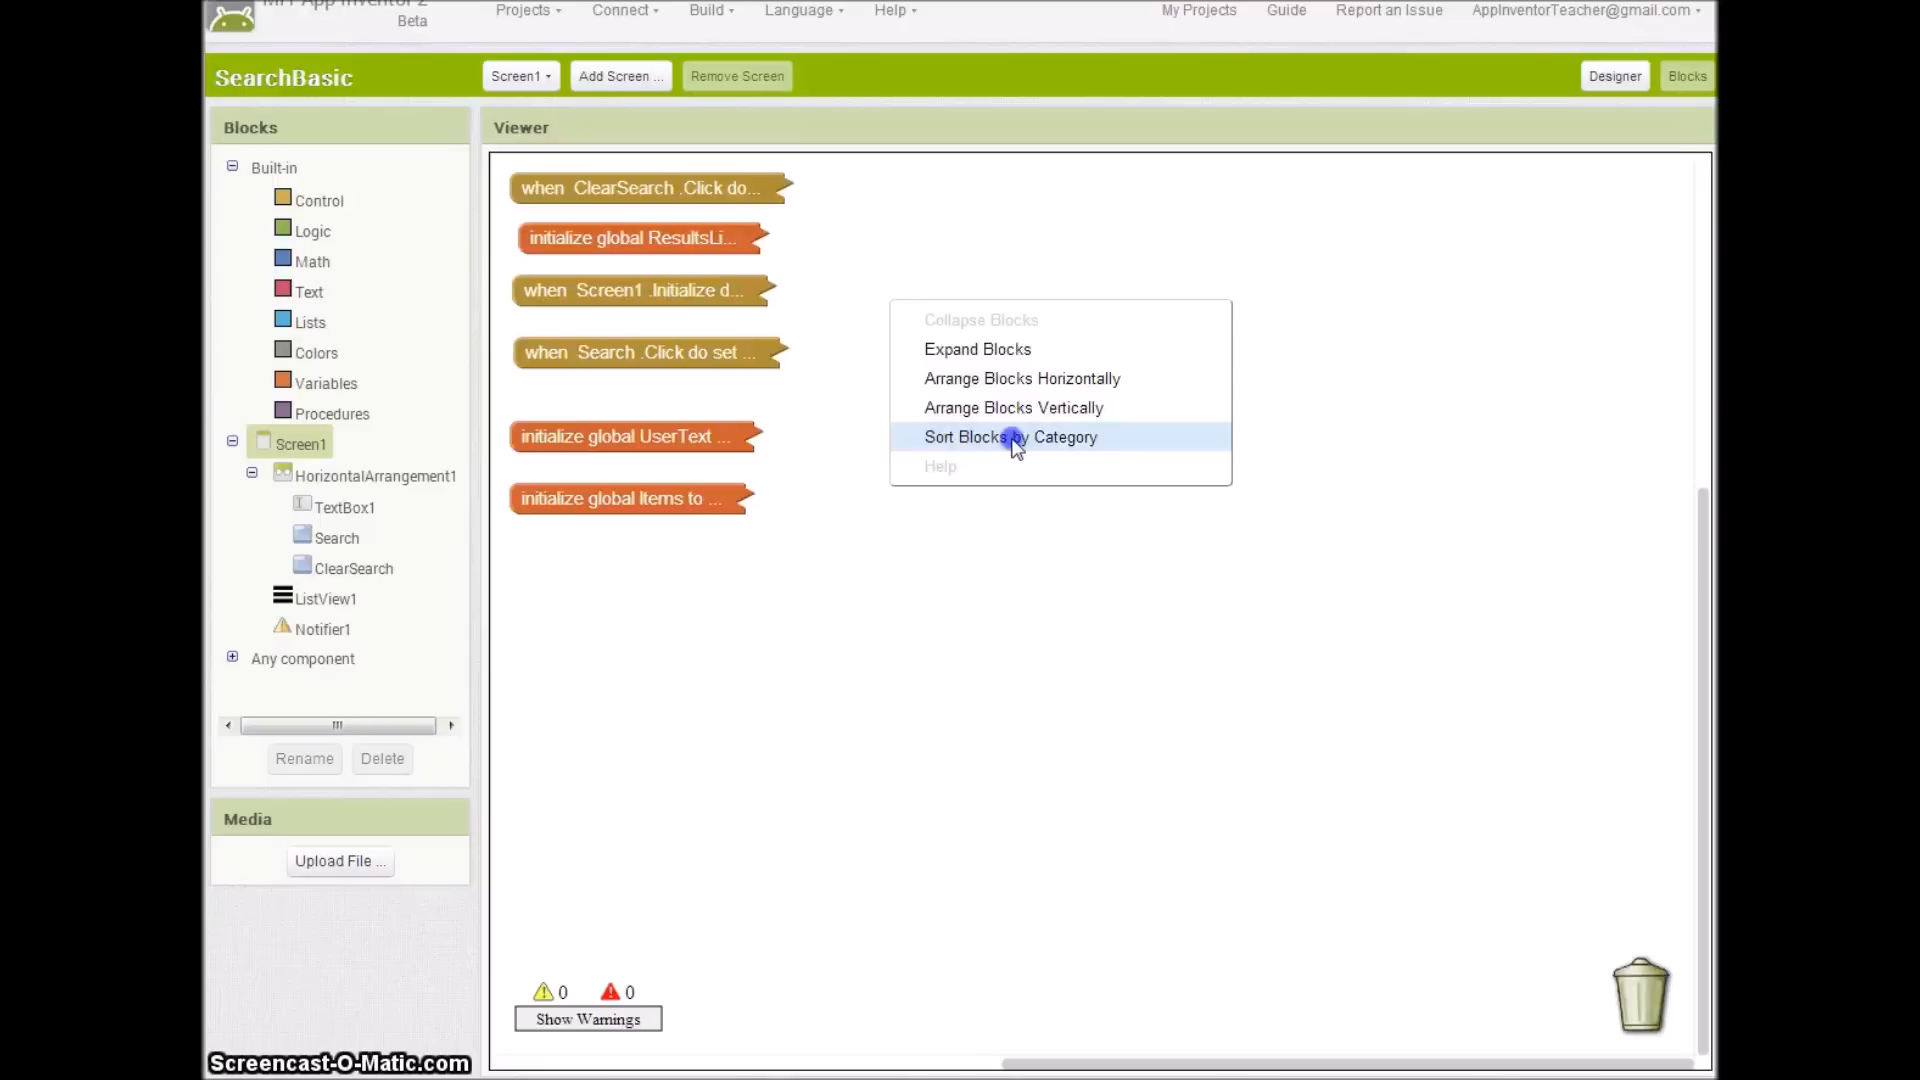 MIT App Inventor 2
Beta
Projects
Connect
Build
Language
Help
My Projects
Guide
Report an Issue
AppInventorTeacher@gmail.com
SearchBasic
Screen1
Add Screen ...
Remove Screen
Designer
Blocks
Blocks
Viewer
Built-in
Control
Logic
Math
Text
Lists
Colors
Variables
Procedures
Screen1
HorizontalArrangement1
TextBox1
Search
ClearSearch
ListView1
Notifier1
Any component
Rename
Delete
Media
Upload File ...
when ClearSearch .Click do...
initialize global ResultsLi...
when Screen1 .Initialize d...
when Search .Click do set ...
initialize global UserText ...
initialize global Items to ...
Collapse Blocks
Expand Blocks
Arrange Blocks Horizontally
Arrange Blocks Vertically
Sort Blocks by Category
Help
0
0
Show Warnings
Screencast-O-Matic.com